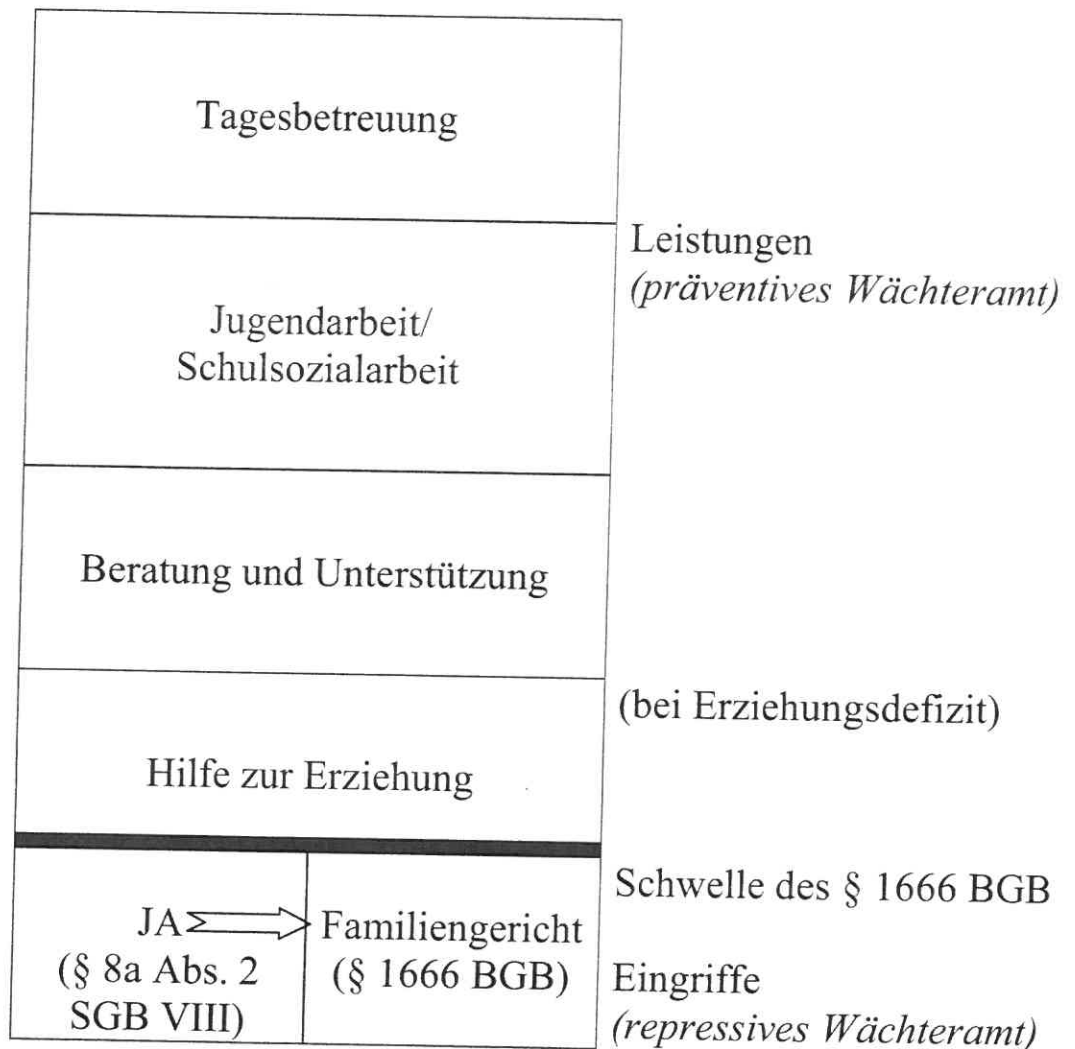 Tagesbetreuung
Leistungen
(präventives Wächteramt)
Jugendarbeit/
Schulsozialarbeit
Beratung und Unterstützung
(bei Erziehungsdefizit)
Hilfe zur Erziehung
Schwelle des § 1666 BGB
JA
(§ 8a Abs. 2
SGB VIII)
Familiengericht
(§ 1666 BGB)
Eingriffe
(repressives Wächteramt)